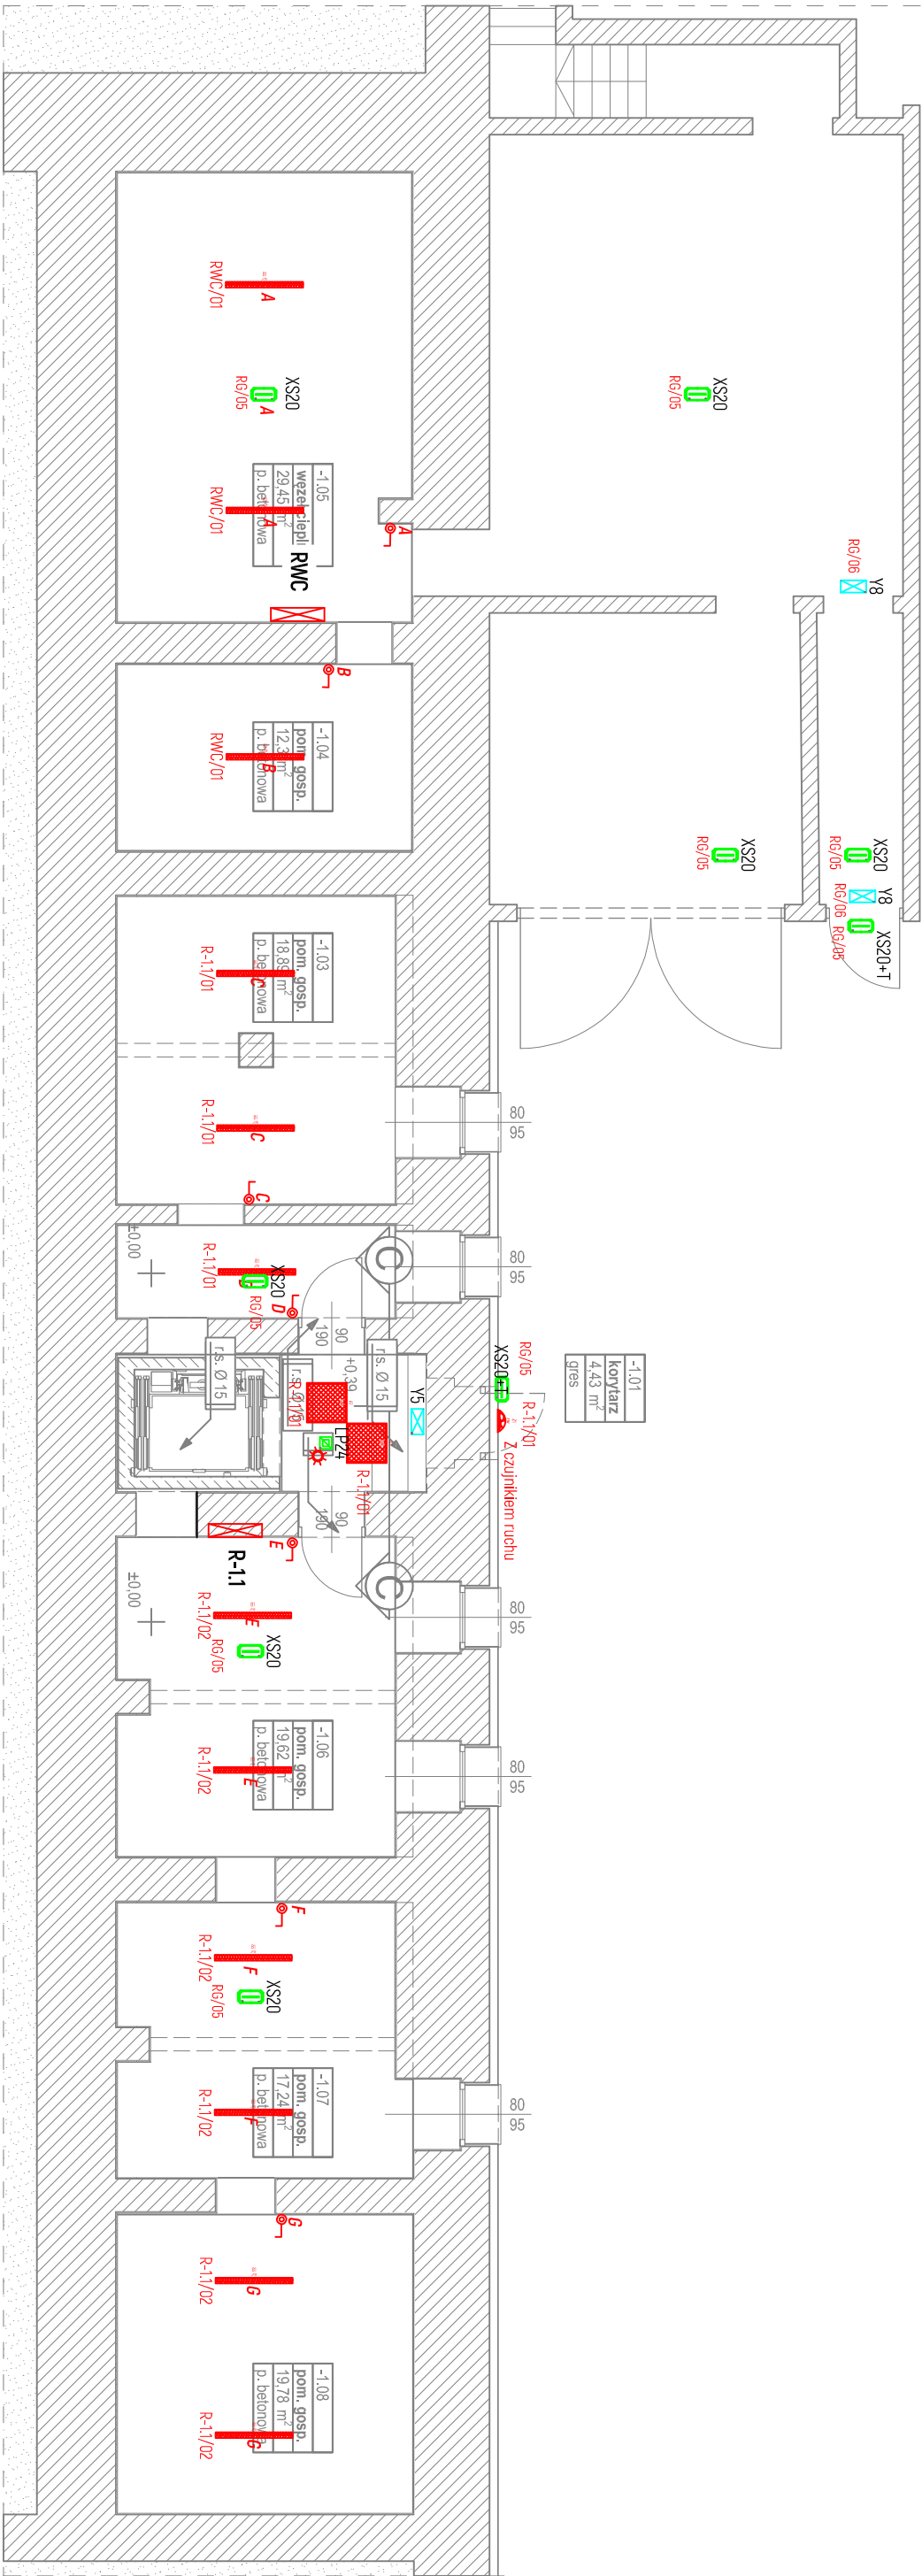 RWC/01
A
XS20
RG/05
A
XS20
RG/05
-1.05
węzeł ciepli
29,45 m²
p. betonowa
RWC/01
A
A
RWC
RG/06
Y8
B
-1.04
pom. gosp.
p. betonowa
RWC/01
B
XS20
RG/05
XS20
RG/05
Y8
RG/06
XS20+T
RG/05
-1.03
pom. gosp.
18,89 m²
p. betonowa
R-1.1/01
C
R-1.1/01
C
C
80
95
±0,00
R-1.1/01
XS20
RG/05
D
C
80
95
90
190
r.s. Ø 15
r.s. Ø 15
+0,39
R-1.1/01
LP24
R-1.1/01
Y5
XS20+T
RG/05
R-1.1/01
Z czujnikiem ruchu
-1.01
korytarz
4,43 m²
gres
90
190
R-1.1
E
C
±0,00
R-1.1/02
E
XS20
RG/05
80
95
-1.06
pom. gosp.
19,62 m²
p. betonowa
R-1.1/02
E
80
95
F
R-1.1/02
F
XS20
RG/05
-1.07
pom. gosp.
17,24 m²
p. betonowa
R-1.1/02
F
80
95
G
R-1.1/02
G
-1.08
pom. gosp.
19,78 m²
p. betonowa
R-1.1/02
G